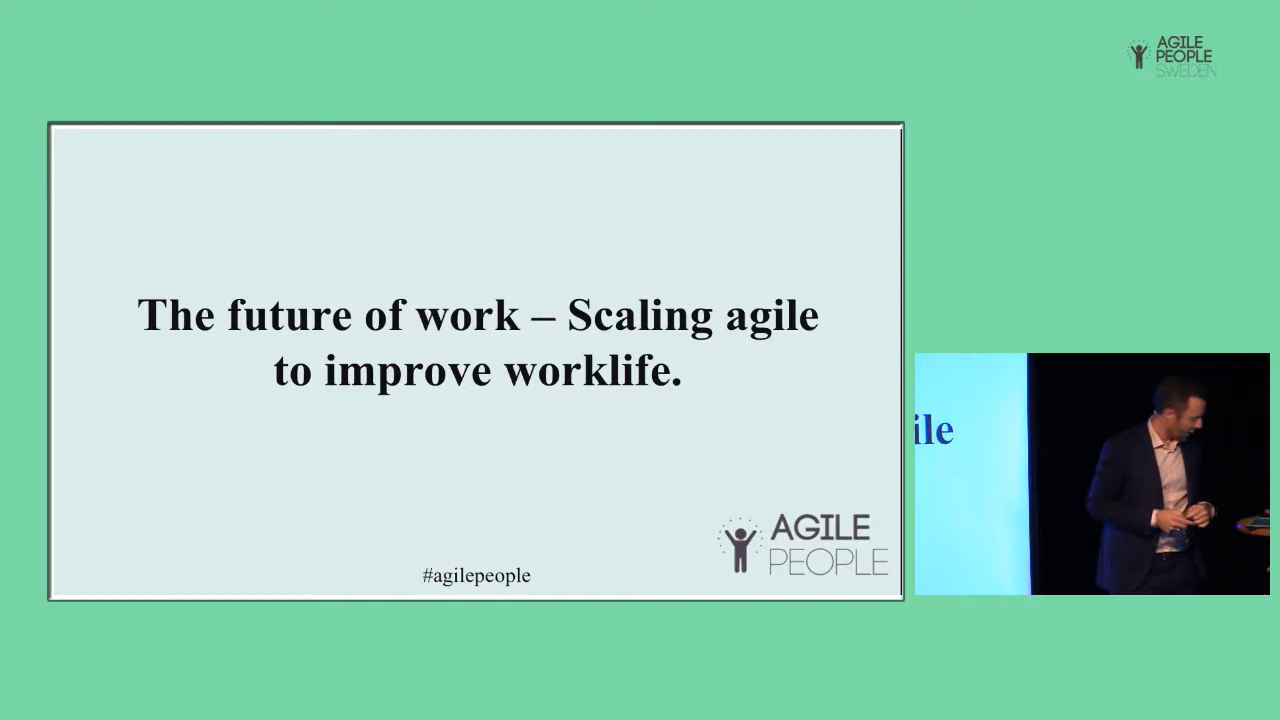 AGILE
PEOPLE
SWEDEN
The future of work – Scaling agile
to improve worklife.
AGILE
PEOPLE
#agilepeople
ile